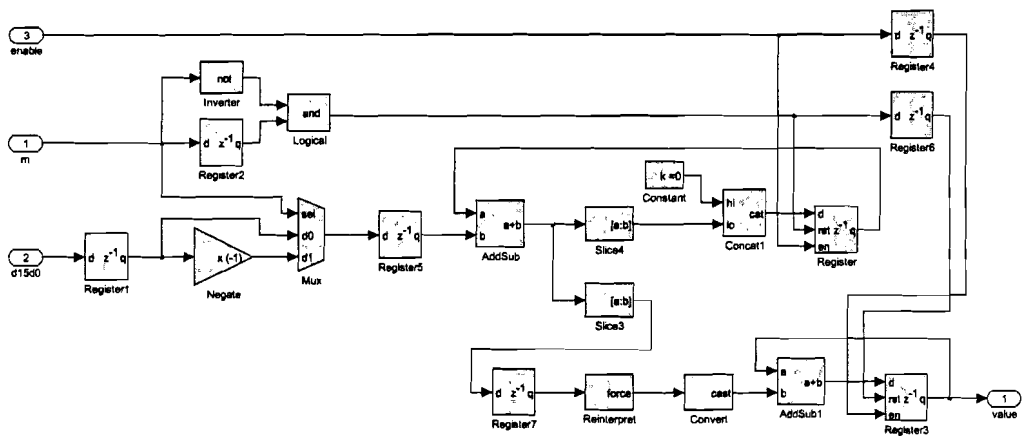 3
enable
d z⁻¹ q
Register4
not
Inverter
and
Logical
d z⁻¹ q
Register6
1
m
d z⁻¹ q
Register2
k =0
Constant
hi
lo
cat
Concat1
d
rst z⁻¹ q
en
Register
sel
d0
d1
Mux
d z⁻¹ q
Register5
a
b
a+b
AddSub
[a:b]
Slice4
2
d15d0
d z⁻¹ q
Register1
x (-1)
Negate
[a:b]
Slice3
d z⁻¹ q
Register7
force
Reinterpret
cast
Convert
a
b
a+b
AddSub1
d
rst z⁻¹ q
en
Register3
1
value